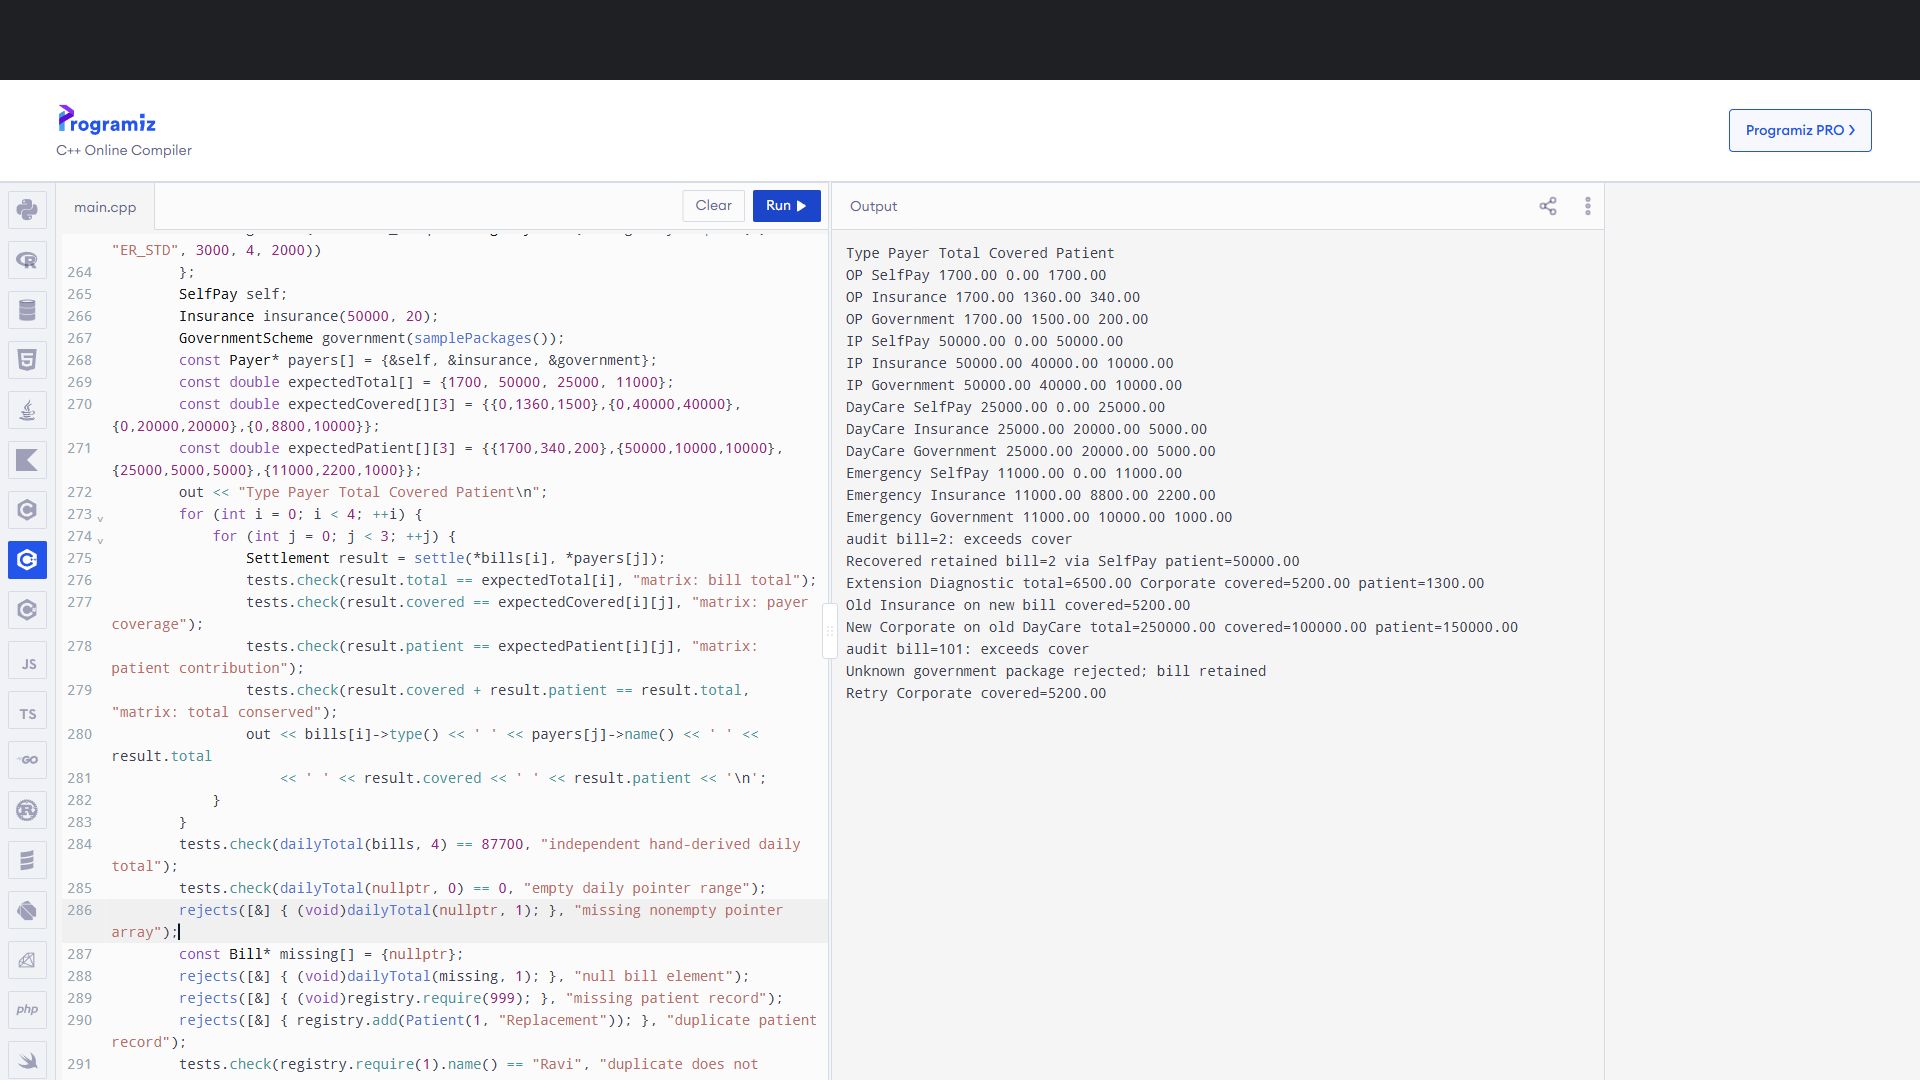 Programiz
C++ Online Compiler
Programiz PRO ❯
main.cpp
Clear
Run ▶
"ER_STD", 3000, 4, 2000))
264         };
265         SelfPay self;
266         Insurance insurance(50000, 20);
267         GovernmentScheme government(samplePackages());
268         const Payer* payers[] = {&self, &insurance, &government};
269         const double expectedTotal[] = {1700, 50000, 25000, 11000};
270         const double expectedCovered[][3] = {{0,1360,1500},{0,40000,40000},
{0,20000,20000},{0,8800,10000}};
271         const double expectedPatient[][3] = {{1700,340,200},{50000,10000,10000},
{25000,5000,5000},{11000,2200,1000}};
272         out << "Type Payer Total Covered Patient\n";
273         for (int i = 0; i < 4; ++i) {
274             for (int j = 0; j < 3; ++j) {
275                 Settlement result = settle(*bills[i], *payers[j]);
276                 tests.check(result.total == expectedTotal[i], "matrix: bill total");
277                 tests.check(result.covered == expectedCovered[i][j], "matrix: payer
coverage");
278                 tests.check(result.patient == expectedPatient[i][j], "matrix:
patient contribution");
279                 tests.check(result.covered + result.patient == result.total,
"matrix: total conserved");
280                 out << bills[i]->type() << ' ' << payers[j]->name() << ' ' <<
result.total
281                     << ' ' << result.covered << ' ' << result.patient << '\n';
282             }
283         }
284         tests.check(dailyTotal(bills, 4) == 87700, "independent hand-derived daily
total");
285         tests.check(dailyTotal(nullptr, 0) == 0, "empty daily pointer range");
286         rejects([&] { (void)dailyTotal(nullptr, 1); }, "missing nonempty pointer
array");
287         const Bill* missing[] = {nullptr};
288         rejects([&] { (void)dailyTotal(missing, 1); }, "null bill element");
289         rejects([&] { (void)registry.require(999); }, "missing patient record");
290         rejects([&] { registry.add(Patient(1, "Replacement")); }, "duplicate patient
record");
291         tests.check(registry.require(1).name() == "Ravi", "duplicate does not
Output
Type Payer Total Covered Patient
OP SelfPay 1700.00 0.00 1700.00
OP Insurance 1700.00 1360.00 340.00
OP Government 1700.00 1500.00 200.00
IP SelfPay 50000.00 0.00 50000.00
IP Insurance 50000.00 40000.00 10000.00
IP Government 50000.00 40000.00 10000.00
DayCare SelfPay 25000.00 0.00 25000.00
DayCare Insurance 25000.00 20000.00 5000.00
DayCare Government 25000.00 20000.00 5000.00
Emergency SelfPay 11000.00 0.00 11000.00
Emergency Insurance 11000.00 8800.00 2200.00
Emergency Government 11000.00 10000.00 1000.00
audit bill=2: exceeds cover
Recovered retained bill=2 via SelfPay patient=50000.00
Extension Diagnostic total=6500.00 Corporate covered=5200.00 patient=1300.00
Old Insurance on new bill covered=5200.00
New Corporate on old DayCare total=250000.00 covered=100000.00 patient=150000.00
audit bill=101: exceeds cover
Unknown government package rejected; bill retained
Retry Corporate covered=5200.00
JS
TS
GO
php